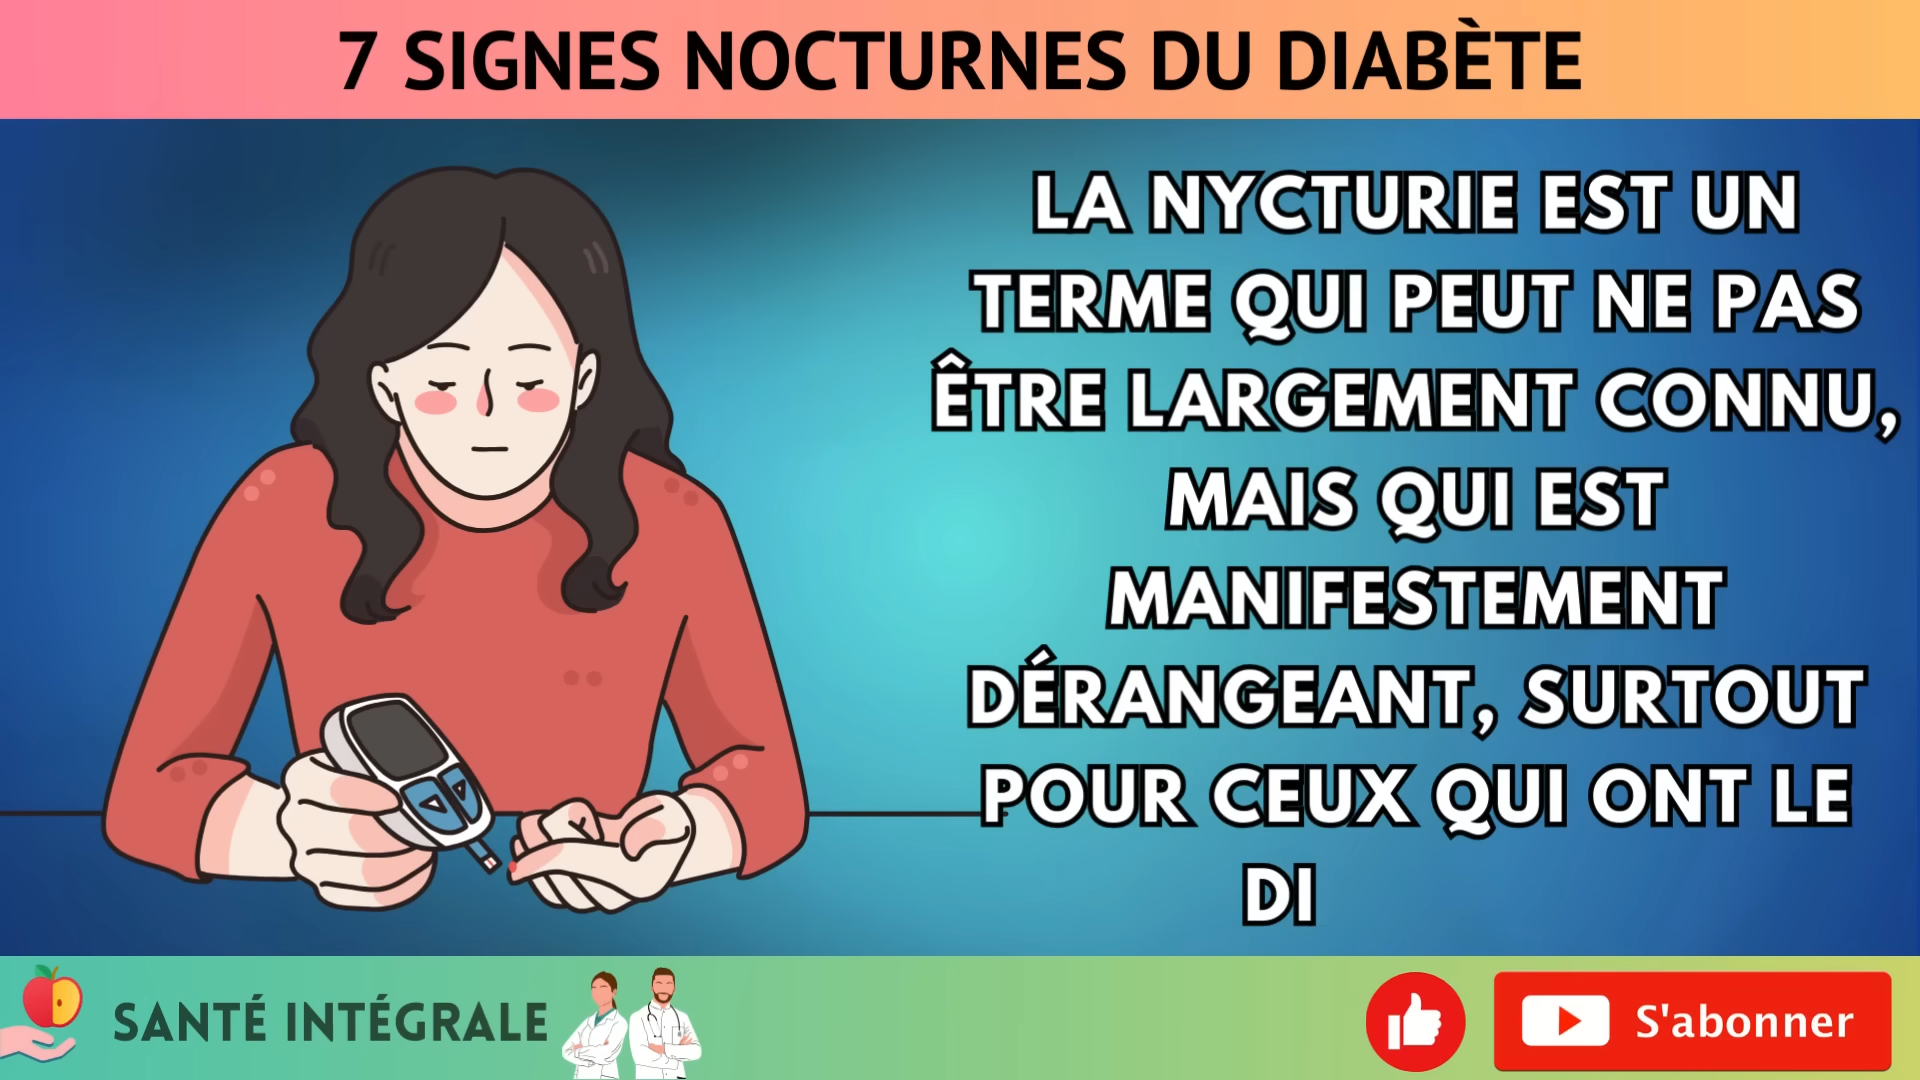 7 SIGNES NOCTURNES DU DIABÈTE
LA NYCTURIE EST UN
TERME QUI PEUT NE PAS
ÊTRE LARGEMENT CONNU,
MAIS QUI EST
MANIFESTEMENT
DÉRANGEANT, SURTOUT
POUR CEUX QUI ONT LE
DI
SANTÉ INTÉGRALE
S'abonner